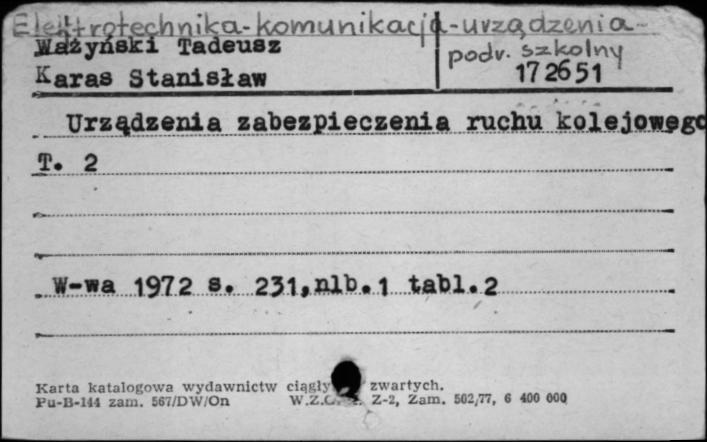 Elektrotechnika-komunikacja-urządzenia-
Ważyński Tadeusz
podr. szkolny
Karas Stanisław
172651
Urządzenia zabezpieczenia ruchu kolejowego
T. 2
W-wa 1972 s. 231,nlb.1 tabl.2
Karta katalogowa wydawnictw ciągły zwartych.
Pu-B-144 zam. 567/DW/On W.Z.G. Z-2, Zam. 502/77, 6 400 000